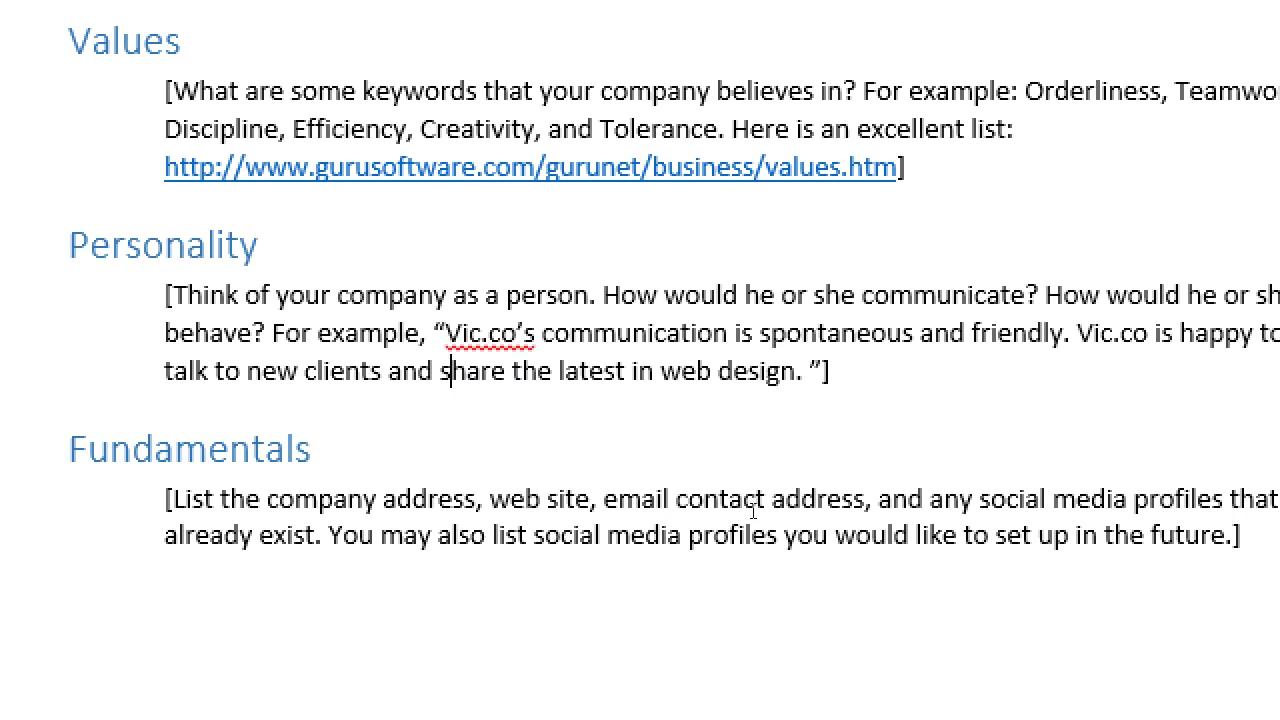 Values
[What are some keywords that your company believes in? For example: Orderliness,
Discipline, Efficiency, Creativity, and Tolerance. Here is an excellent list:
http://www.gurusoftware.com/gurunet/business/values.htm]
Personality
[Think of your company as a person. How would he or she communicate? How would he or
behave? For example, “Vic.co’s communication is spontaneous and friendly. Vic.co is happy to
talk to new clients and share the latest in web design. ”]
Fundamentals
[List the company address, web site, email contact address, and any social media profiles that
already exist. You may also list social media profiles you would like to set up in the future.]